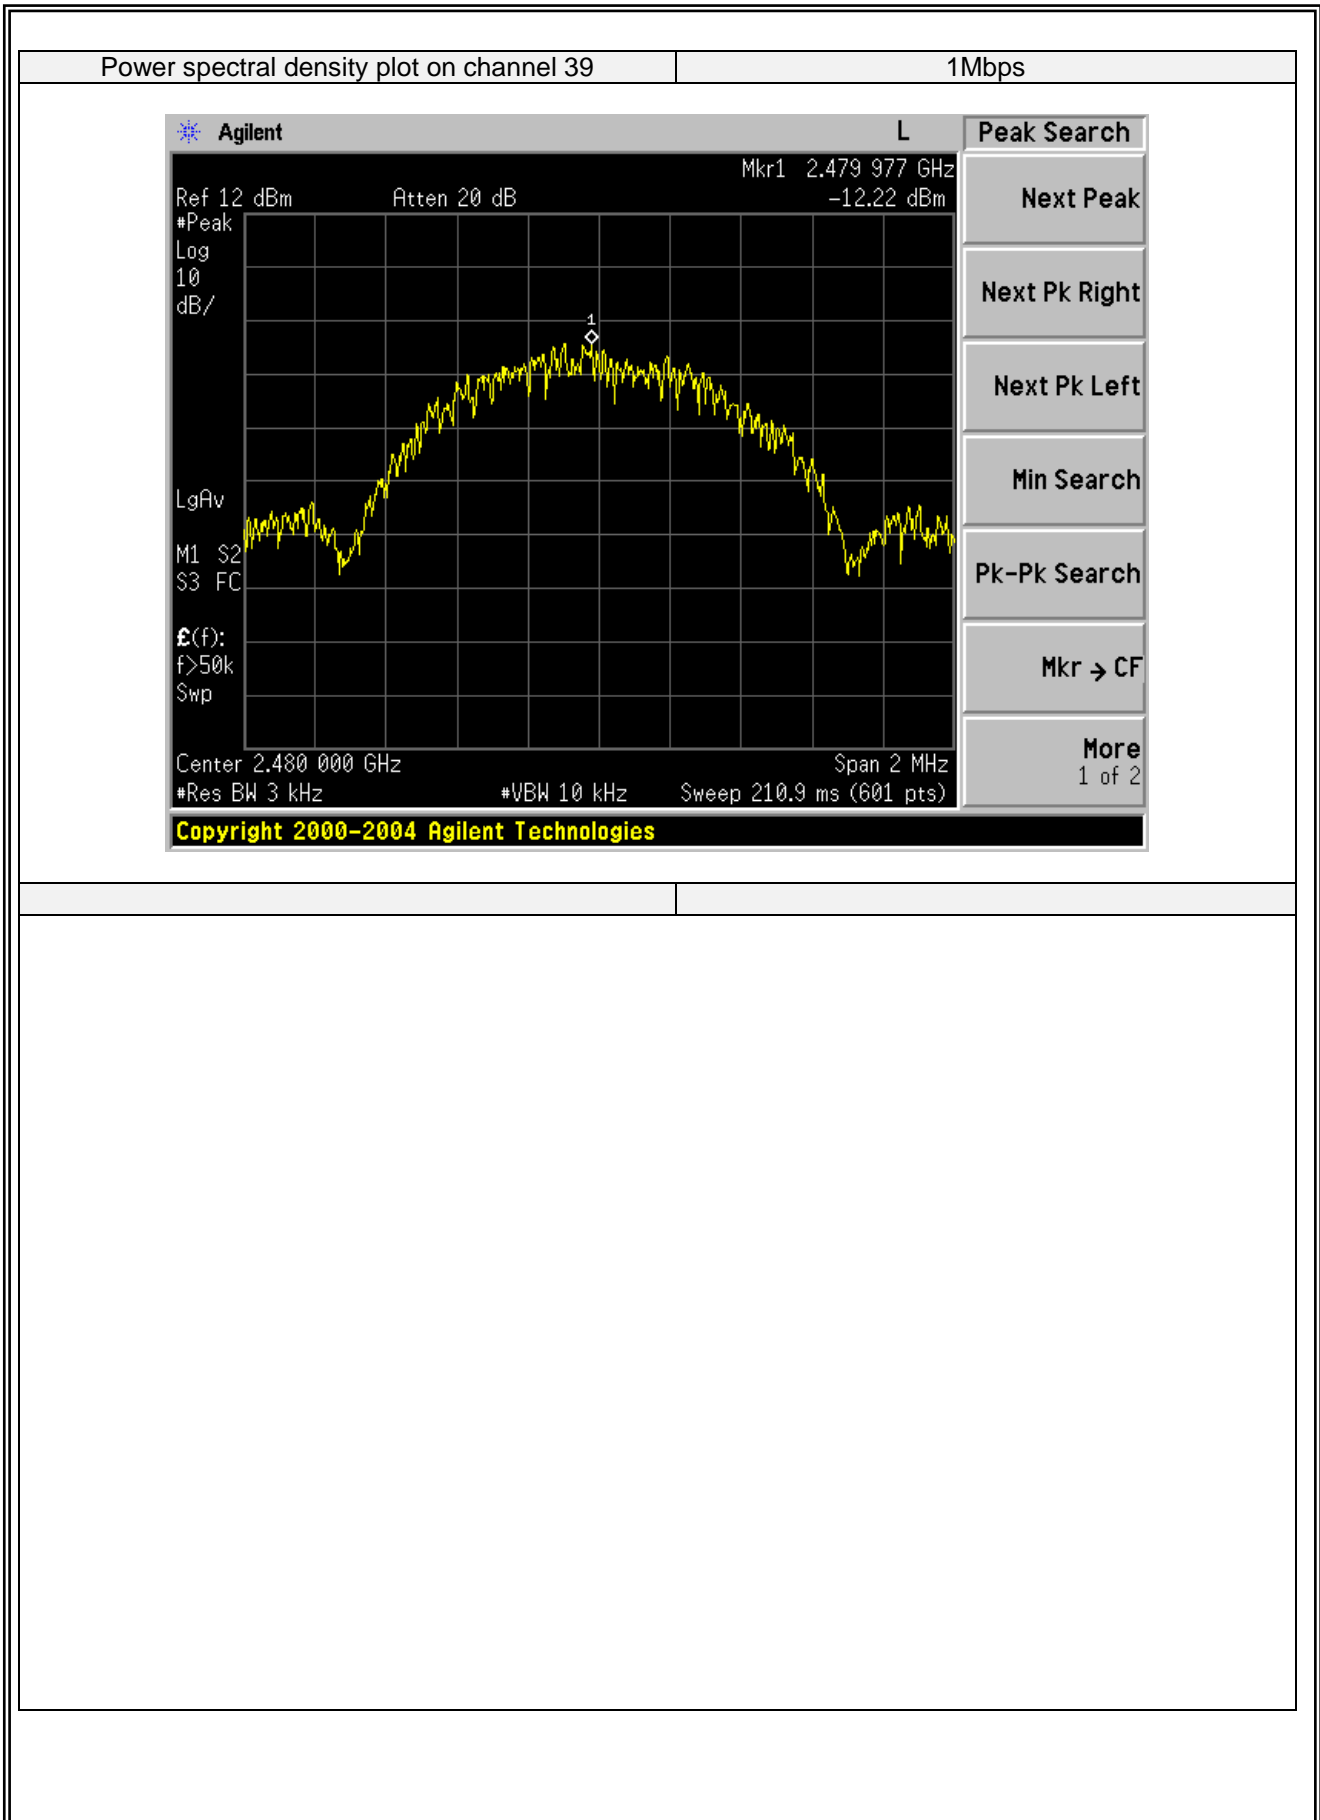 Power spectral density plot on channel 39 1Mbps
Agilent L Peak Search
Mkr1 2.479 977 GHz
Ref 12 dBm Atten 20 dB -12.22 dBm
#Peak
Log
10
dB/
1
LgAv
M1 S2
S3 FC
£(f):
f>50k
Swp
Center 2.480 000 GHz Span 2 MHz
#Res BW 3 kHz #VBW 10 kHz Sweep 210.9 ms (601 pts)
Copyright 2000-2004 Agilent Technologies
Next Peak
Next Pk Right
Next Pk Left
Min Search
Pk-Pk Search
Mkr → CF
More
1 of 2